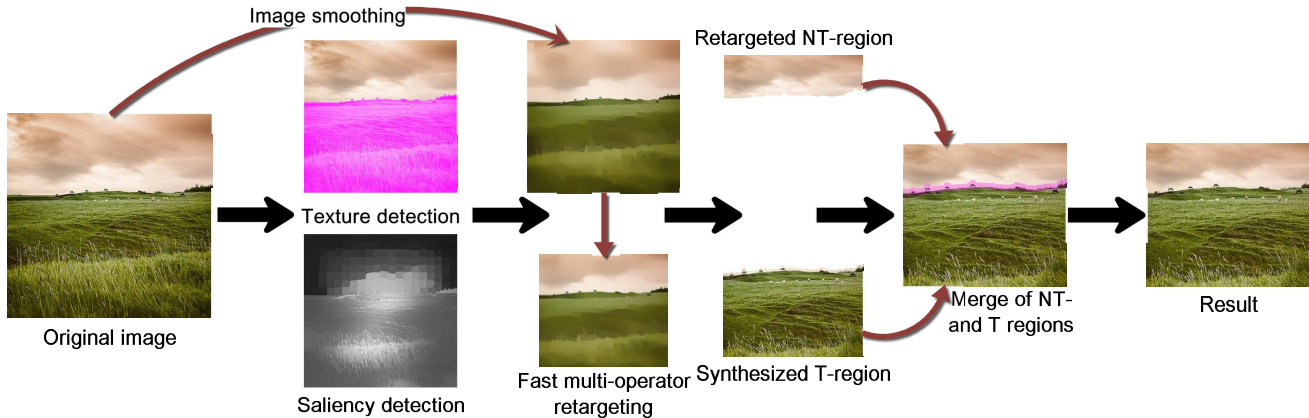 Image smoothing
Original image
Texture detection
Saliency detection
Fast multi-operator
retargeting
Retargeted NT-region
Synthesized T-region
Merge of NT-
and T regions
Result